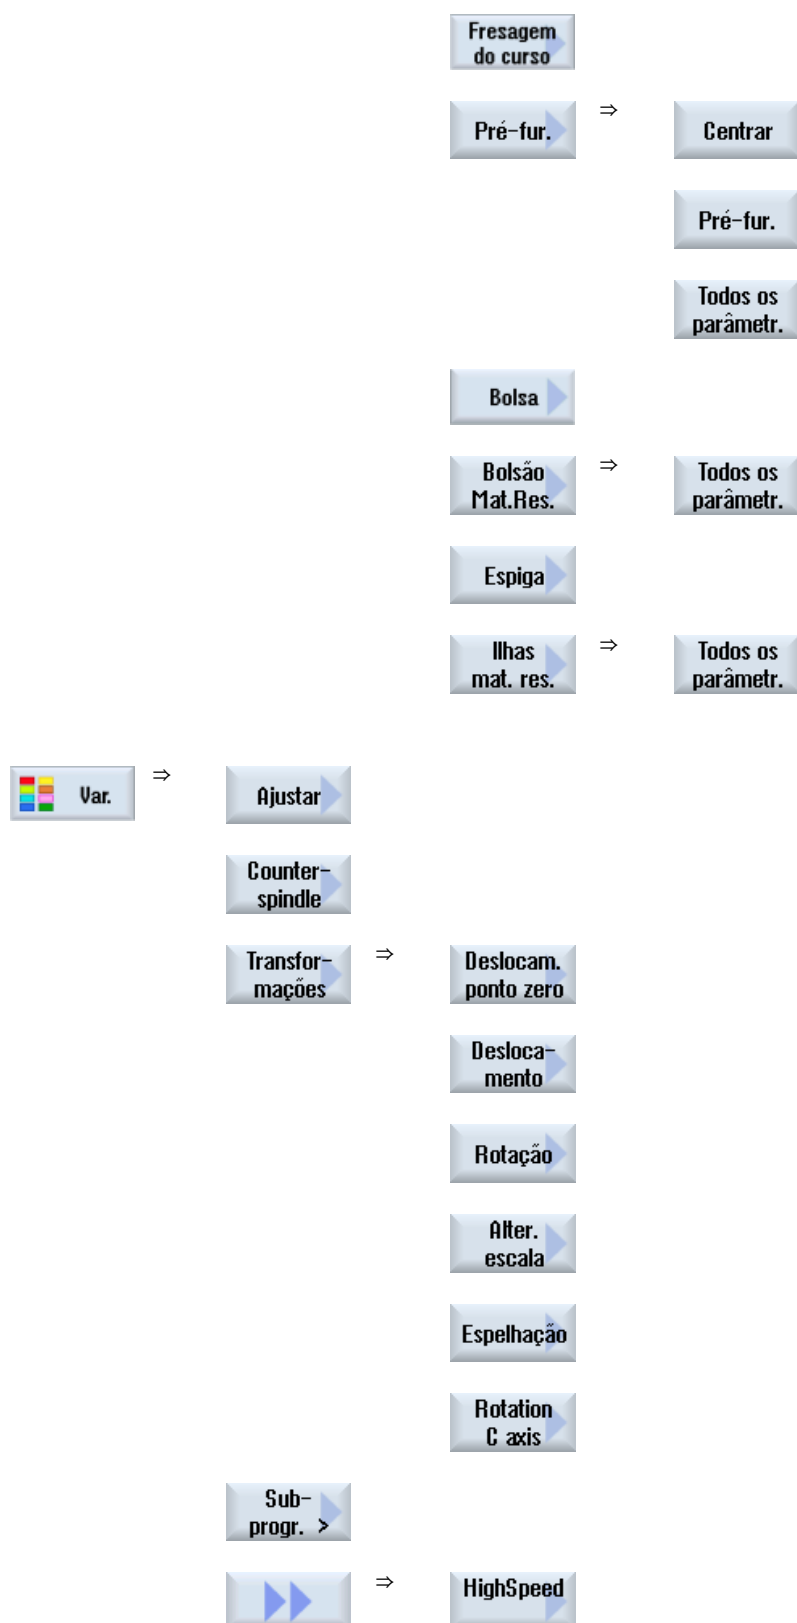 Fresagem
do curso
Pré-fur.
⇒
Centrar
Pré-fur.
Todos os
parâmetr.
Bolsa
Bolsão
Mat.Res.
⇒
Todos os
parâmetr.
Espiga
Ilhas
mat. res.
⇒
Todos os
parâmetr.
Var.
⇒
Ajustar
Counter-
spindle
Transfor-
mações
⇒
Deslocam.
ponto zero
Desloca-
mento
Rotação
Alter.
escala
Espelhação
Rotation
C axis
Sub-
progr. >
⇒
HighSpeed